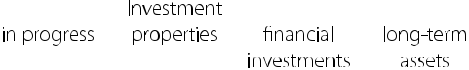 Investment
in progress properties financial long-term
investments assets